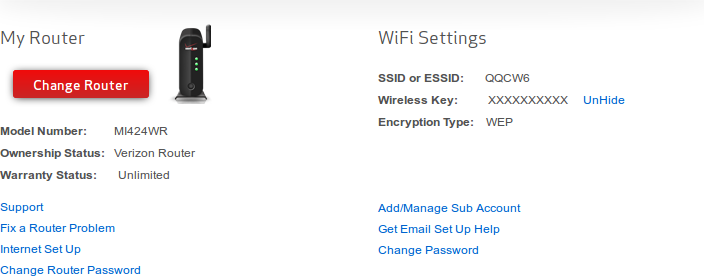 My Router
Change Router
Model Number: MI424WR
Ownership Status: Verizon Router
Warranty Status: Unlimited
Support
Fix a Router Problem
Internet Set Up
Change Router Password
WiFi Settings
SSID or ESSID: QQCW6
Wireless Key: XXXXXXXXXX UnHide
Encryption Type: WEP
Add/Manage Sub Account
Get Email Set Up Help
Change Password